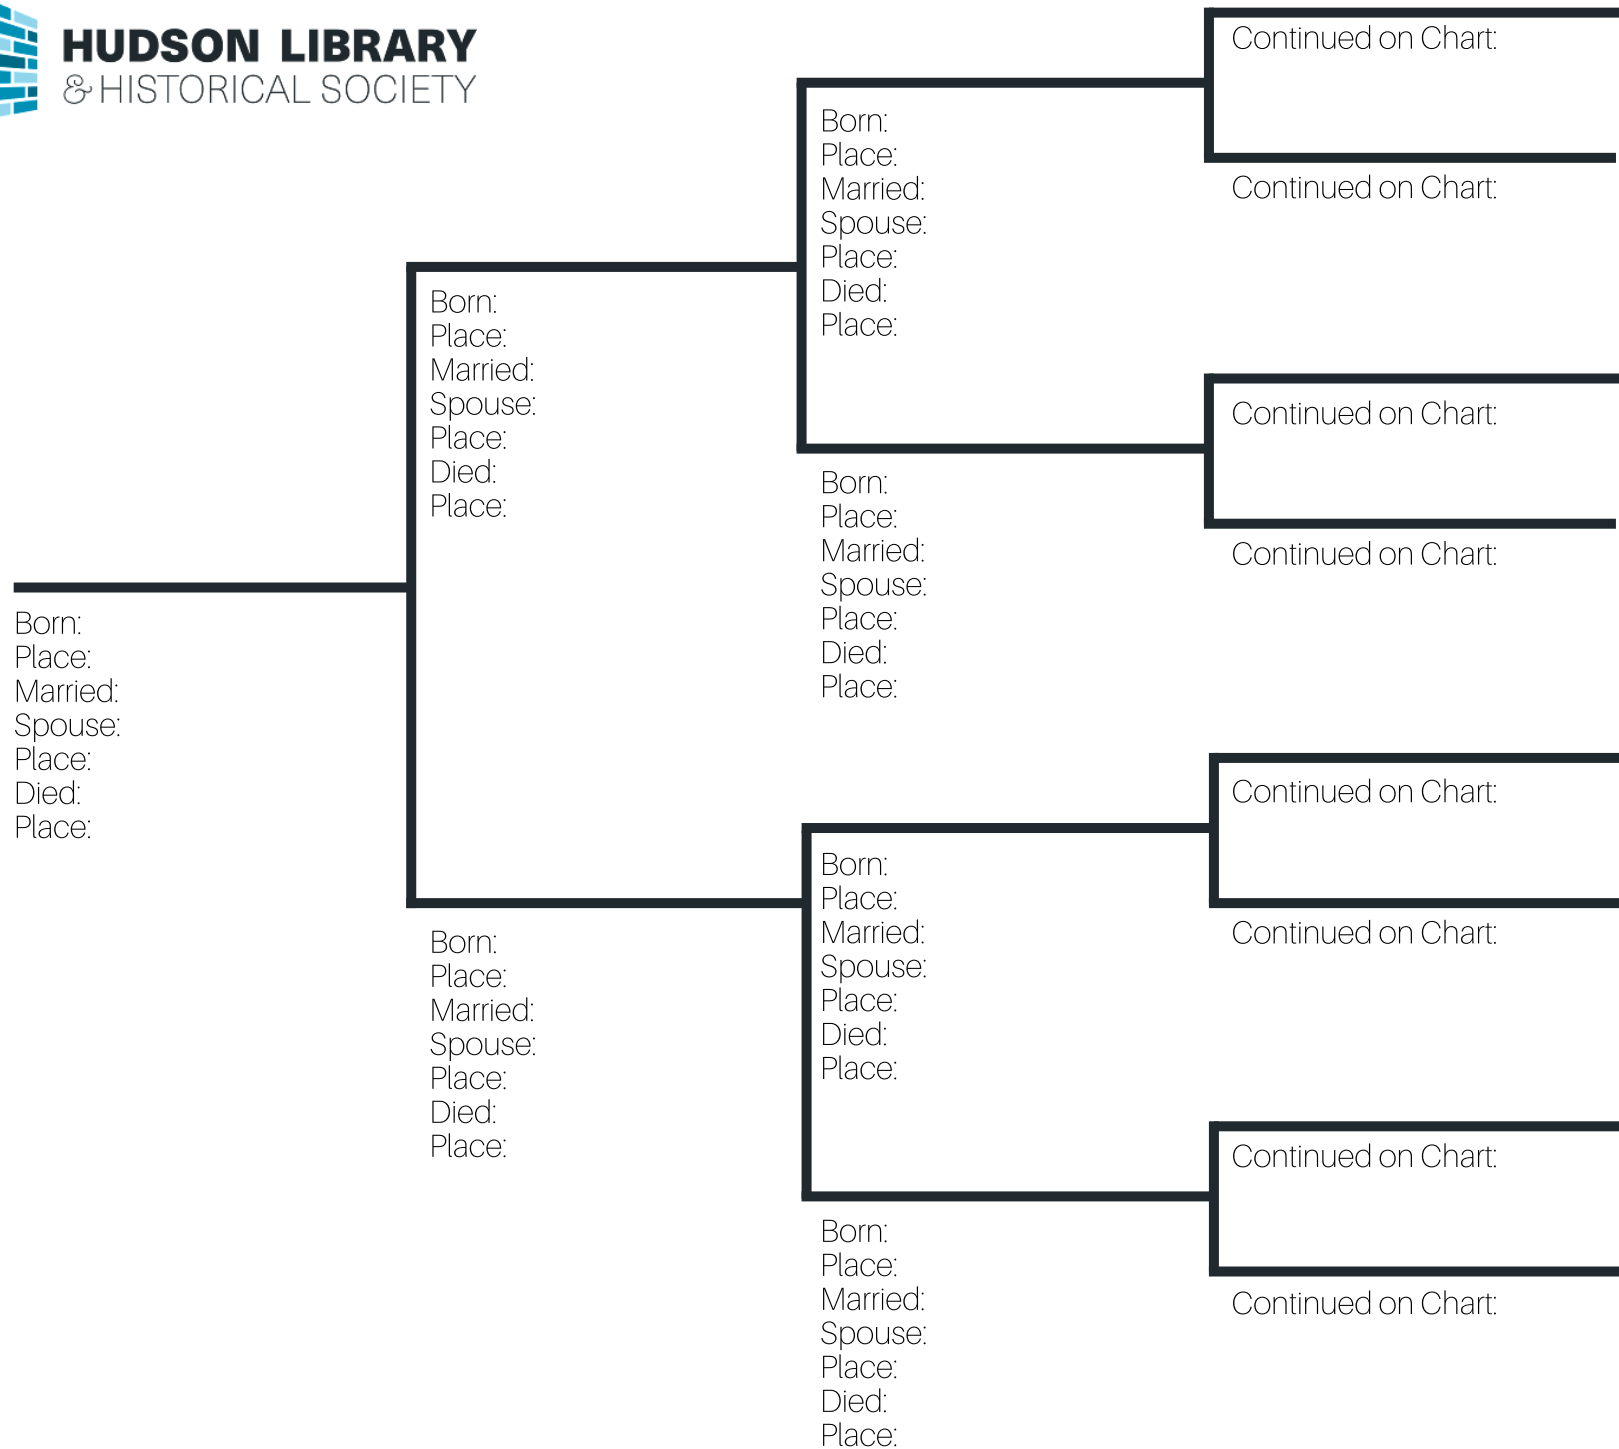 HUDSON LIBRARY
& HISTORICAL SOCIETY
Continued on Chart:
Continued on Chart:
Born:
Place:
Married:
Spouse:
Place:
Died:
Place:
Born:
Place:
Married:
Spouse:
Place:
Died:
Place:
Continued on Chart:
Continued on Chart:
Born:
Place:
Married:
Spouse:
Place:
Died:
Place:
Born:
Place:
Married:
Spouse:
Place:
Died:
Place:
Continued on Chart:
Continued on Chart:
Born:
Place:
Married:
Spouse:
Place:
Died:
Place:
Born:
Place:
Married:
Spouse:
Place:
Died:
Place:
Continued on Chart:
Continued on Chart:
Born:
Place:
Married:
Spouse:
Place:
Died:
Place: